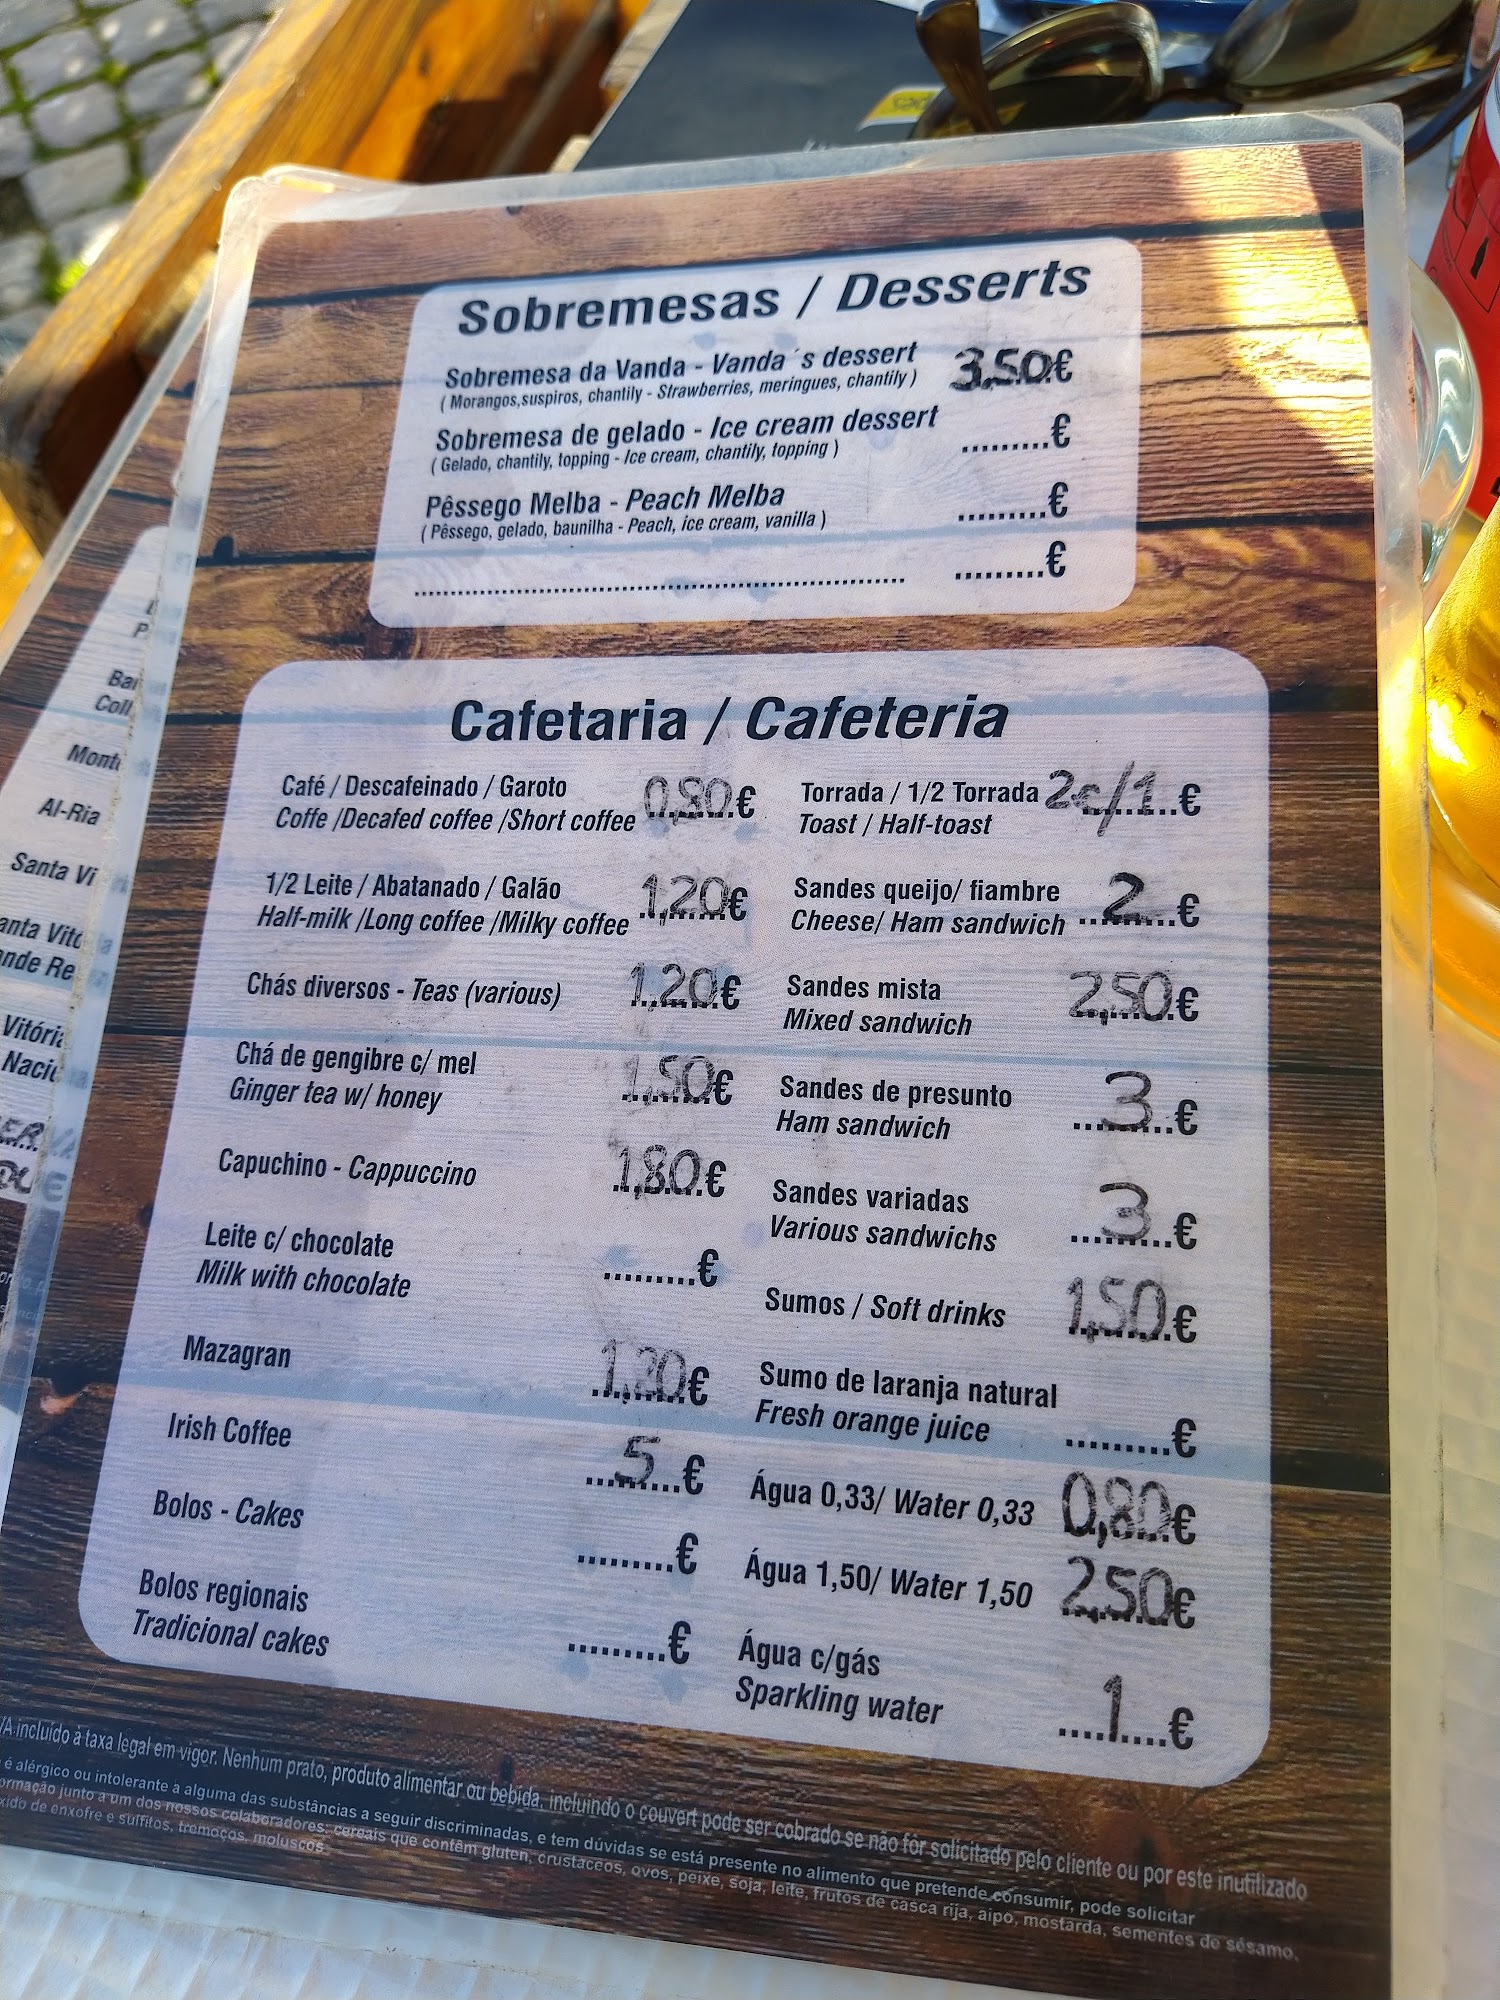 Sobremesas / Desserts
Sobremesa da Vanda - Vanda ´s dessert 3,50€
( Morangos,suspiros, chantily - Strawberries, meringues, chantily )
Sobremesa de gelado - Ice cream dessert .........€
( Gelado, chantily, topping - Ice cream, chantily, topping )
Pêssego Melba - Peach Melba .........€
( Pêssego, gelado, baunilha - Peach, ice cream, vanilla )
.........€
Cafetaria / Cafeteria
Café / Descafeinado / Garoto 0,80€
Coffe /Decafed coffee /Short coffee
1/2 Leite / Abatanado / Galão 1,20€
Half-milk /Long coffee /Milky coffee
Chás diversos - Teas (various) 1,20€
Chá de gengibre c/ mel 1,50€
Ginger tea w/ honey
Capuchino - Cappuccino 1,80€
Leite c/ chocolate
Milk with chocolate .........€
Mazagran 1,20€
Irish Coffee 5 €
Bolos - Cakes .........€
Bolos regionais
Tradicional cakes .........€
Torrada / 1/2 Torrada 2€/1 €
Toast / Half-toast
Sandes queijo/ fiambre
Cheese/ Ham sandwich 2 €
Sandes mista 2,50€
Mixed sandwich
Sandes de presunto 3 €
Ham sandwich
Sandes variadas 3 €
Various sandwichs
Sumos / Soft drinks 1,50€
Sumo de laranja natural
Fresh orange juice .........€
Água 0,33/ Water 0,33 0,80€
Água 1,50/ Water 1,50 2,50€
Água c/gás
Sparkling water 1 €
incluído à taxa legal em vigor. Nenhum prato, produto alimentar ou bebida, incluindo o couvert pode ser cobrado se não for solicitado pelo cliente ou por este inutilizado
é alérgico ou intolerante a alguma das substâncias a seguir discriminadas, e tem dúvidas se está presente no alimento que pretende consumir, pode solicitar
junto a um dos nossos colaboradores: cereais que contêm gluten, crustáceos, ovos, peixe, soja, leite, frutos de casca rija, aipo, mostarda, sementes de sésamo,
de enxofre e sulfitos, tremoços, moluscos.
Al-Ria
Santa Vi